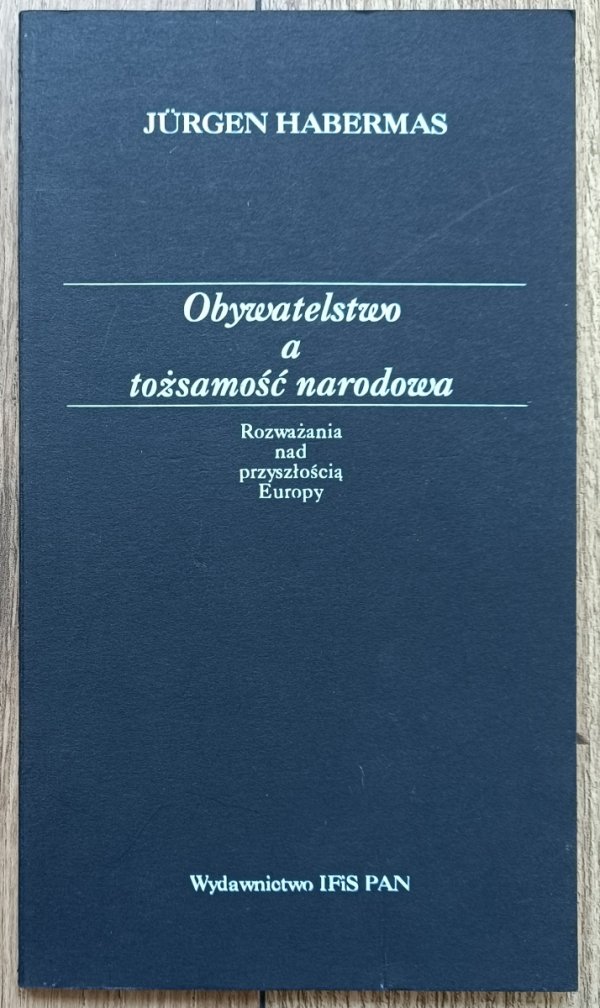 JÜRGEN HABERMAS
Obywatelstwo
a
tożsamość narodowa
Rozważania
nad
przyszłością
Europy
Wydawnictwo IFiS PAN